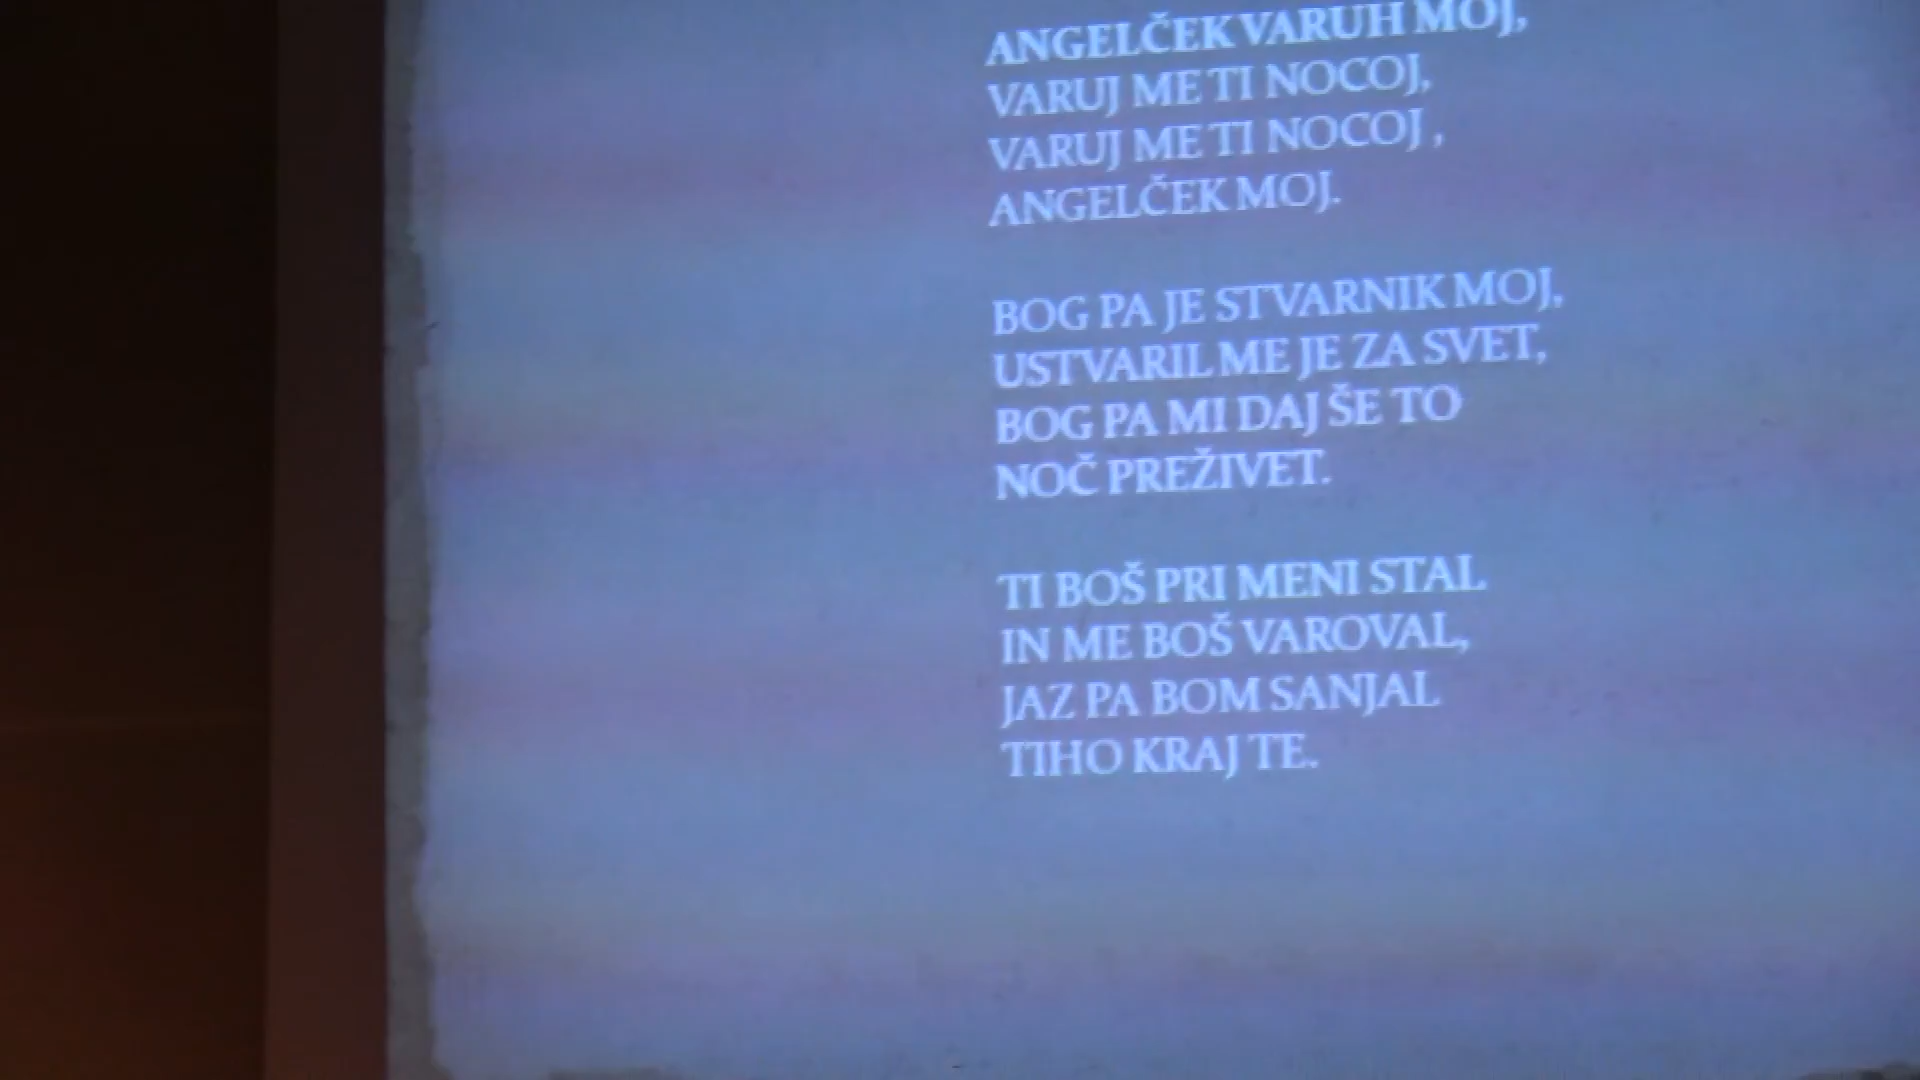 ANGELČEK VARUH MOJ,
VARUJ ME TI NOCOJ,
VARUJ ME TI NOCOJ ,
ANGELČEK MOJ.
BOG PA JE STVARNIK MOJ,
USTVARIL ME JE ZA SVET,
BOG PA MI DAJ ŠE TO
NOČ PREŽIVET.
TI BOŠ PRI MENI STAL
IN ME BOŠ VAROVAL,
JAZ PA BOM SANJAL
TIHO KRAJ TE.